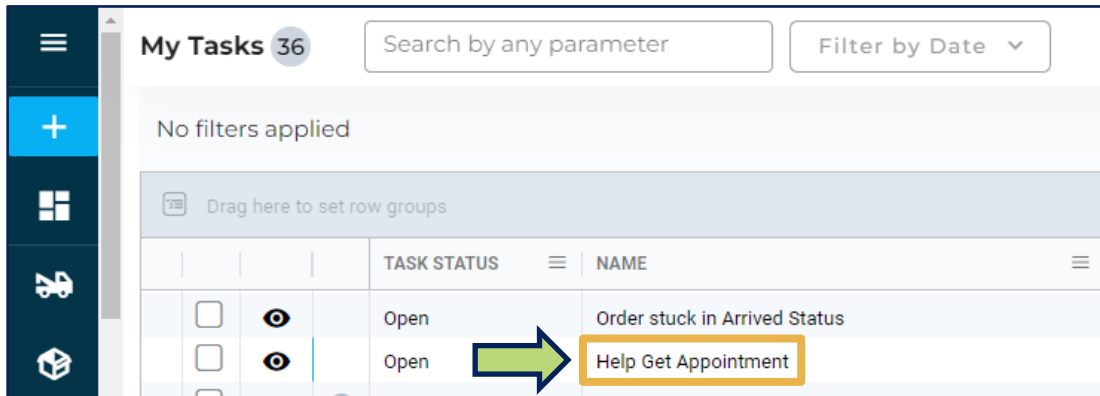 My Tasks 36 Search by any parameter Filter by Date
No filters applied
Drag here to set row groups
TASK STATUS NAME
Open Order stuck in Arrived Status
Open Help Get Appointment